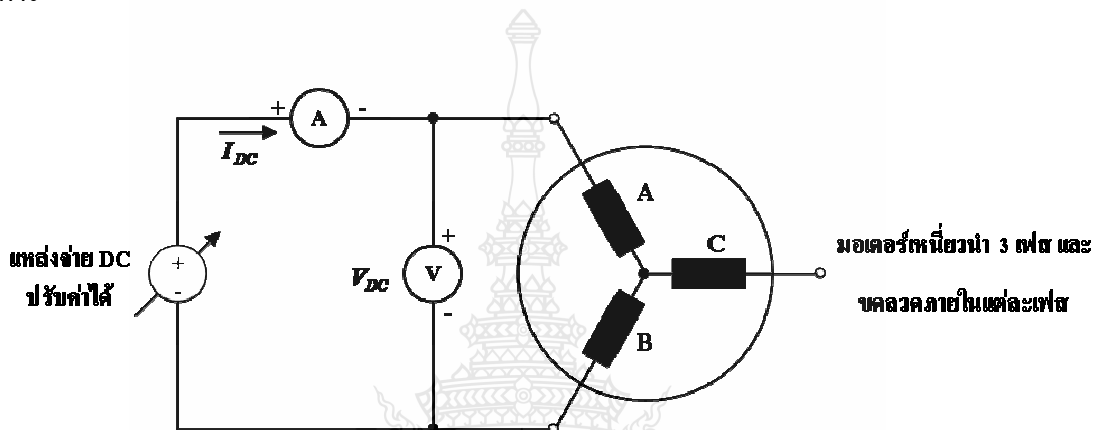 + A -
I DC
A
+
แหล่งจ่าย DC
ปรับค่าได้
+
-
V DC
V
-
C
B
มอเตอร์เหนี่ยวนำ 3 เฟส และ
ขดลวดภายในแต่ละเฟส